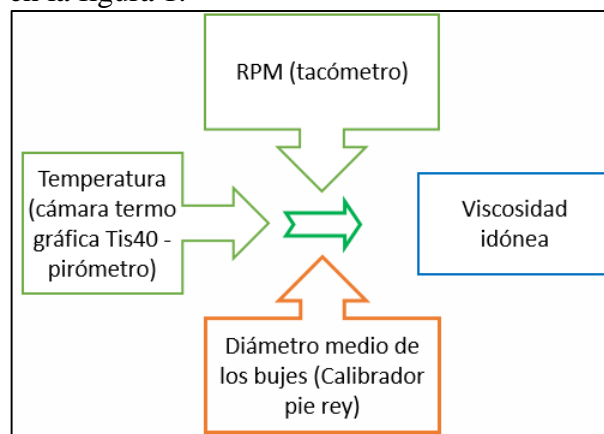 en la figura 1.
RPM (tacómetro)
Temperatura
(cámara termo
gráfica Tis40 -
pirómetro)
Viscosidad
idónea
Diámetro medio de
los bujes (Calibrador
pie rey)